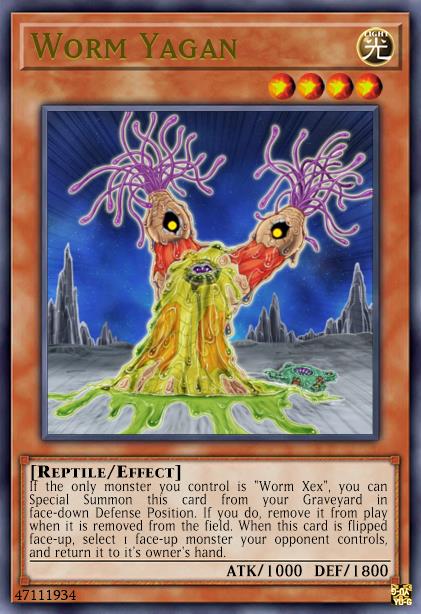 Worm Yagan
LIGHT
光
[Reptile/Effect]
If the only monster you control is "Worm Xex", you can
Special Summon this card from your Graveyard in
face-down Defense Position. If you do, remove it from play
when it is removed from the field. When this card is flipped
face-up, select 1 face-up monster your opponent controls,
and return it to it's owner's hand.
ATK/1000 DEF/1800
47111934